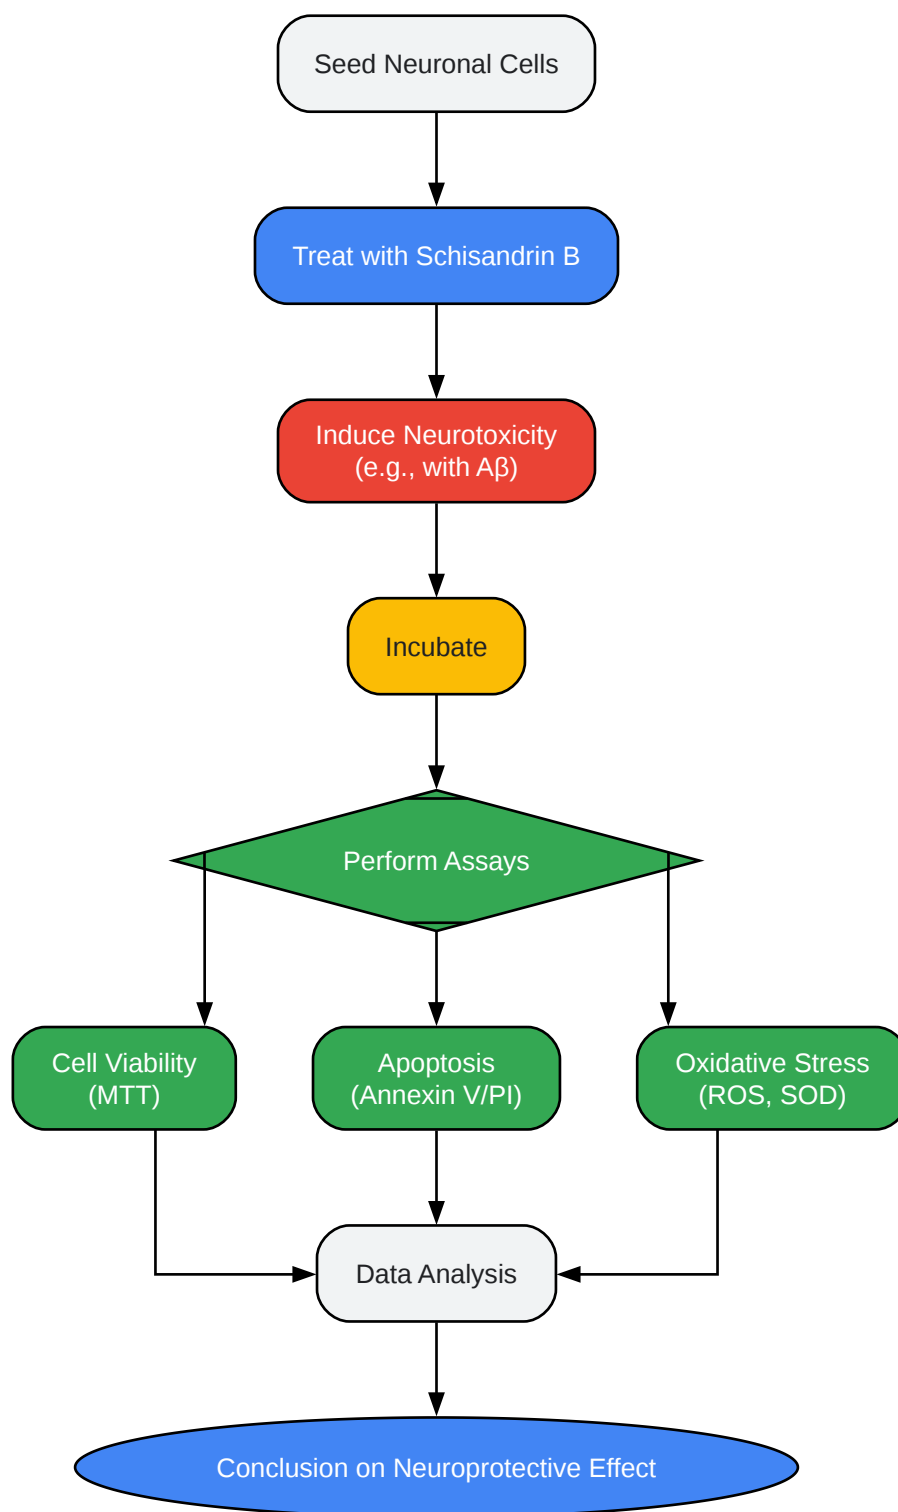 Seed Neuronal Cells
Treat with Schisandrin B
Induce Neurotoxicity
(e.g., with Aβ)
Incubate
Perform Assays
Cell Viability
(MTT)
Apoptosis
(Annexin V/PI)
Oxidative Stress
(ROS, SOD)
Data Analysis
Conclusion on Neuroprotective Effect